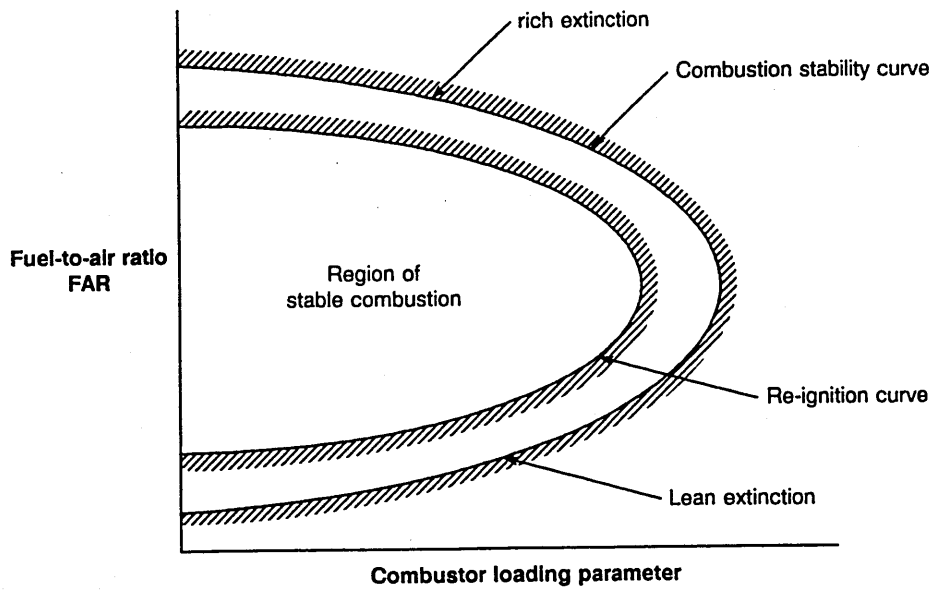 rich extinction
Combustion stability curve
Fuel-to-air ratio
FAR
Region of
stable combustion
Re-ignition curve
Lean extinction
Combustor loading parameter